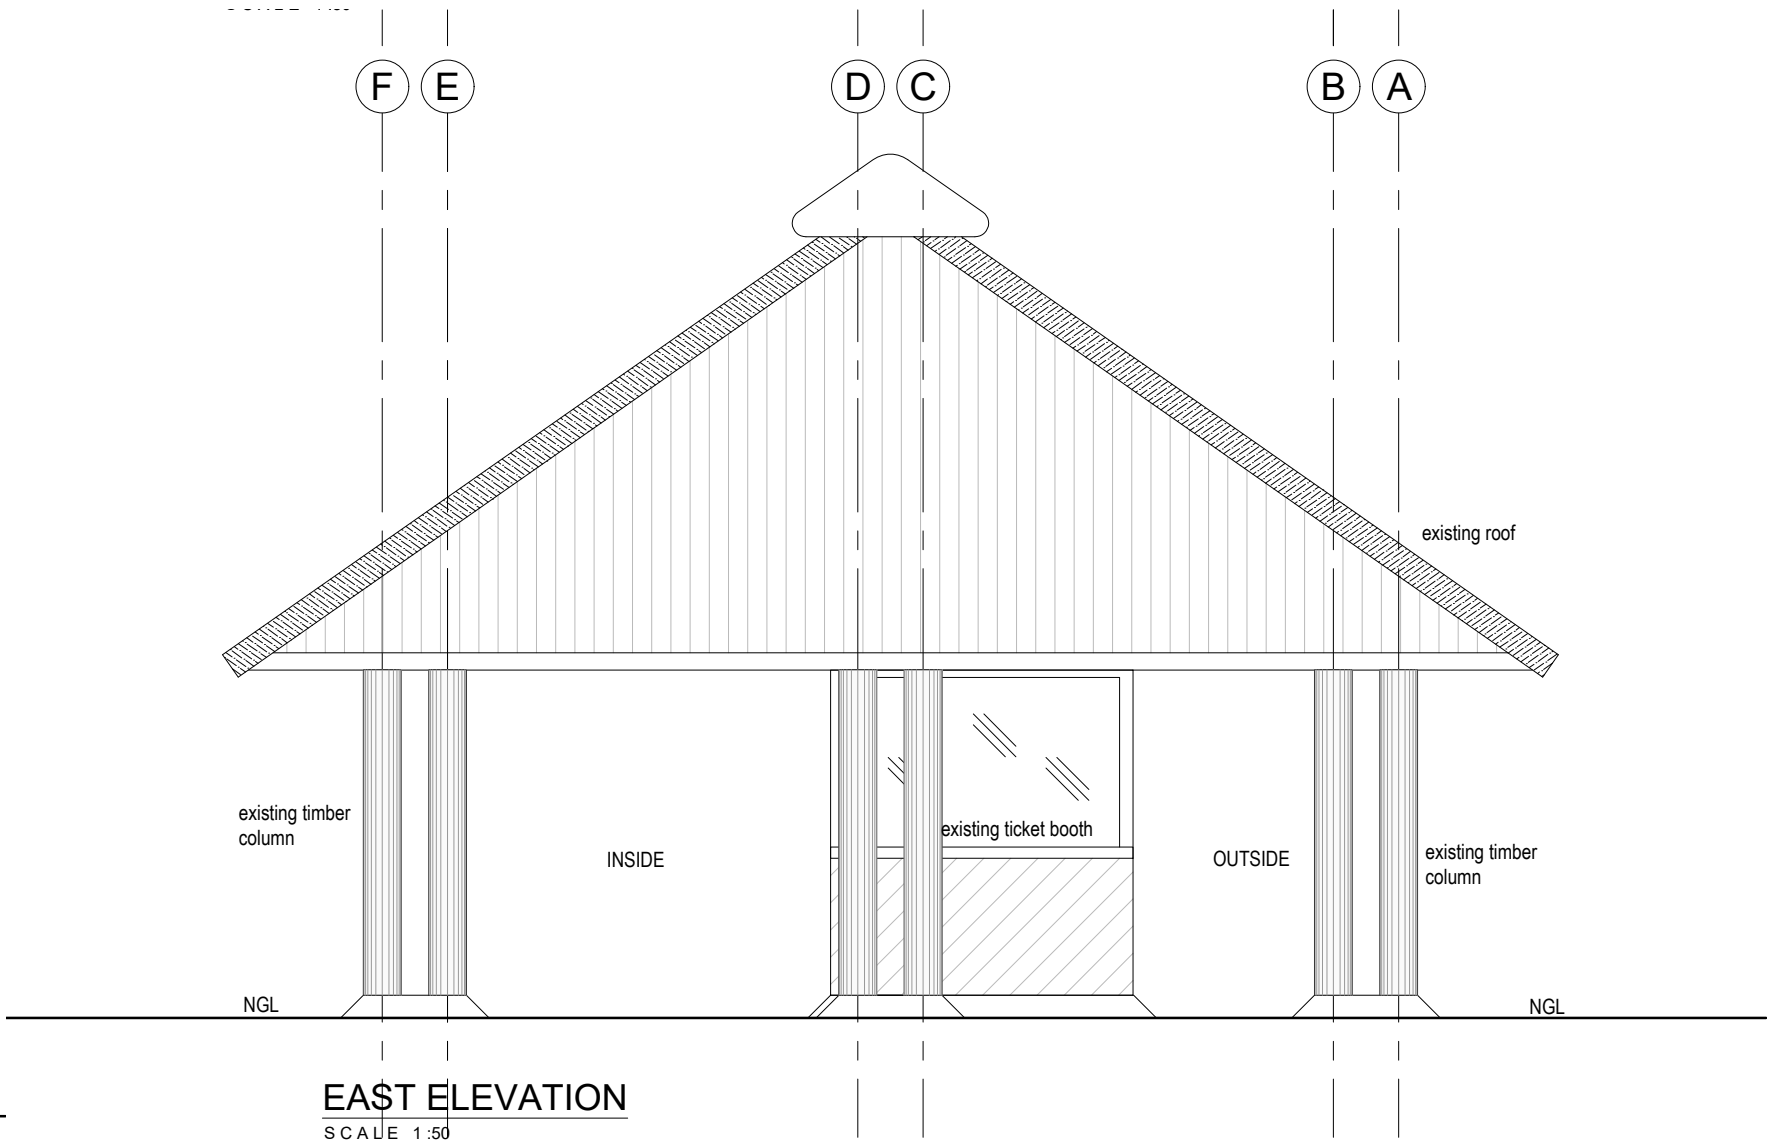 F E D C B A
existing roof
existing timber
column
existing ticket booth
INSIDE
OUTSIDE
existing timber
column
NGL
NGL
EAST ELEVATION
SCALE 1:50